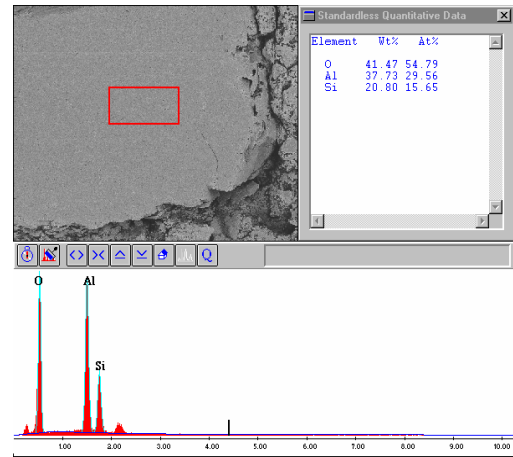 Standardless Quantitative Data
Element Wt% At%
O 41.47 54.79
Al 37.73 29.56
Si 20.80 15.65
Q
O Al
Si
1.00 2.00 3.00 4.00 5.00 6.00 7.00 8.00 9.00 10.00